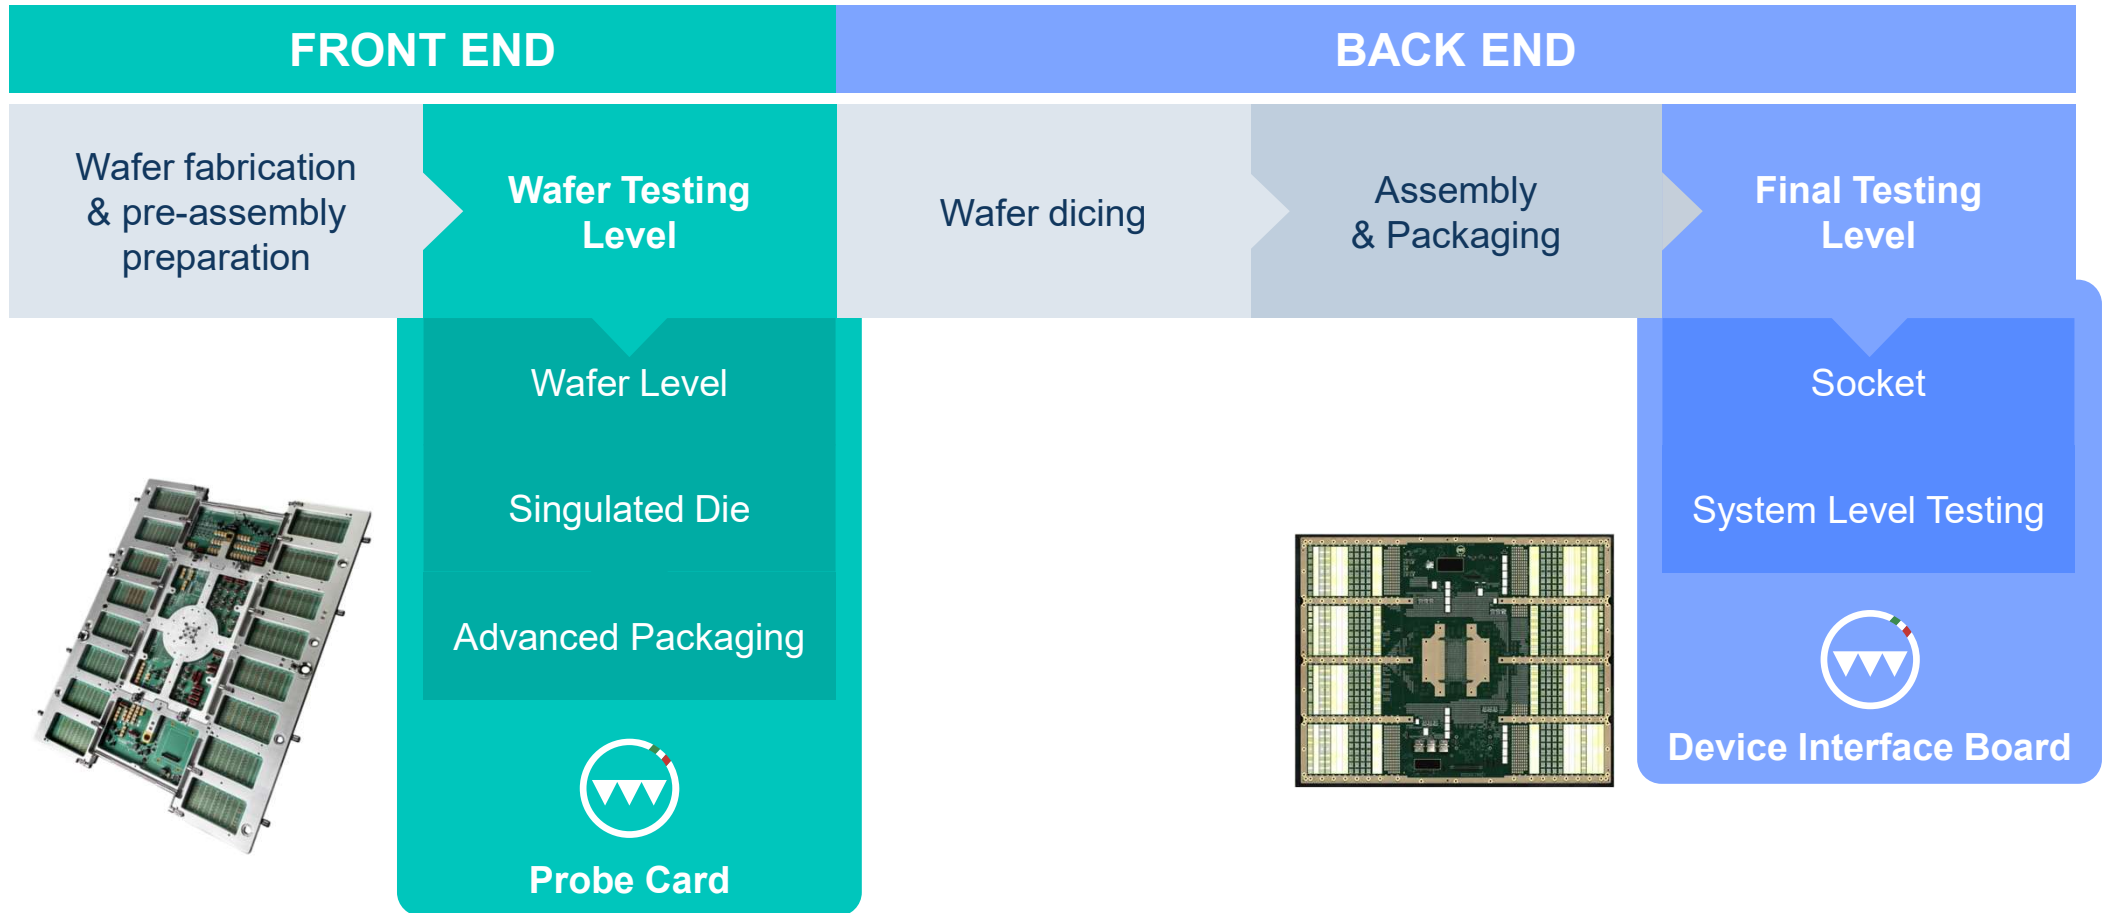 FRONT END
BACK END
Wafer fabrication
& pre-assembly
preparation
Wafer Testing
Level
Wafer dicing
Assembly
& Packaging
Final Testing
Level
Wafer Level
Singulated Die
Advanced Packaging
Probe Card
Socket
System Level Testing
Device Interface Board